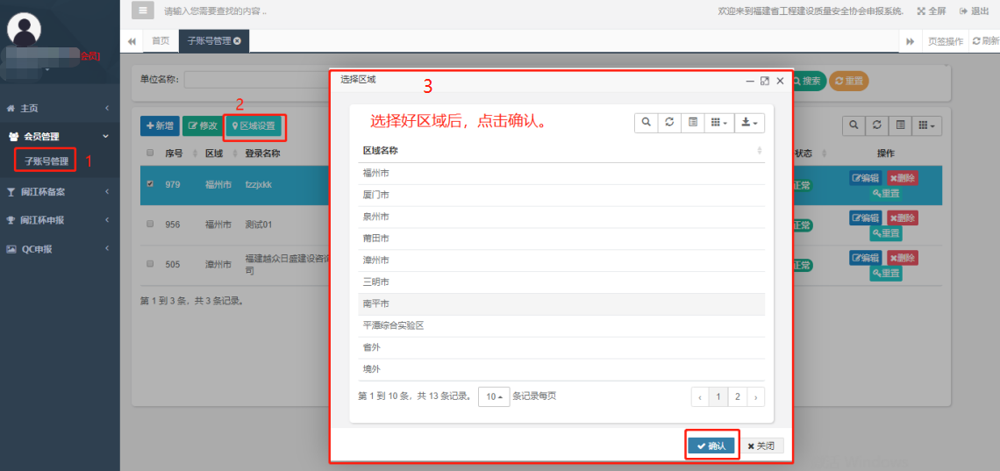 请输入您需要查找的内容 ..
欢迎来到福建省工程建设质量安全协会申报系统.
全屏
退出
会员]
首页
子账号管理
页签操作
刷新
主页
会员管理
子账号管理
1
闽江杯备案
闽江杯申报
QC申报
单位名称:
搜索
重置
2
新增
修改
区域设置
序号 区域 登录名称
状态 操作
979 福州市 fzzjxkk
正常 编辑 删除
重置
956 福州市 测试01
正常 编辑 删除
重置
505 漳州市 福建越众日盛建设咨询
司
正常 编辑 删除
重置
第 1 到 3 条，共 3 条记录。
选择区域
3
选择好区域后，点击确认。
区域名称
福州市
厦门市
泉州市
莆田市
漳州市
三明市
南平市
平潭综合实验区
省外
境外
第 1 到 10 条，共 13 条记录。 10 条记录每页
‹ 1 2 ›
确认
关闭